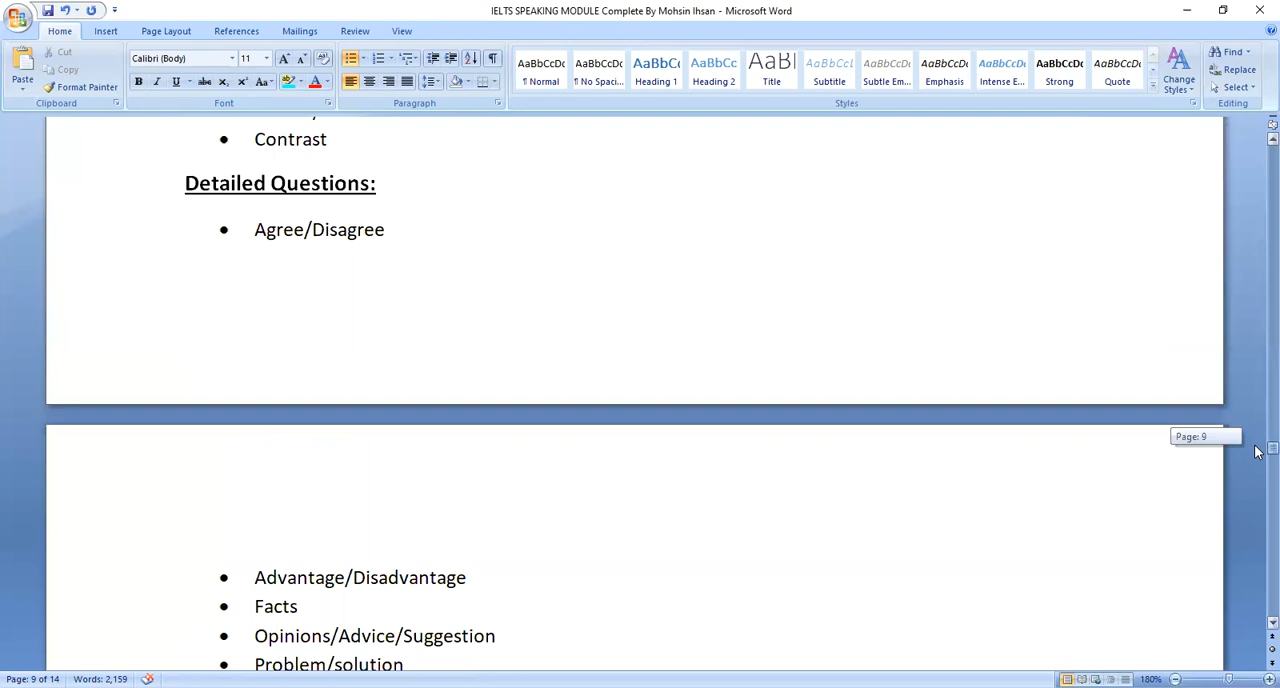 IELTS SPEAKING MODULE Complete By Mohsin Ihsan - Microsoft Word
Home Insert Page Layout References Mailings Review View
Paste
Cut
Copy
Format Painter
Clipboard
Calibri (Body) 11
Font
Paragraph
AaBbCcDc AaBbCcDc AaBbCc AaBbCc AaBl AaBbCcL AaBbCcDc AaBbCcDc AaBbCcDc AaBbCcDc AaBbCcDc
¶ Normal ¶ No Spaci... Heading 1 Heading 2 Title Subtitle Subtle Em... Emphasis Intense E... Strong Quote
Change Styles
Styles
Find
Replace
Select
Editing
• Contrast
Detailed Questions:
• Agree/Disagree
Page: 9
• Advantage/Disadvantage
• Facts
• Opinions/Advice/Suggestion
• Problem/solution
Page: 9 of 14 Words: 2,159 180%